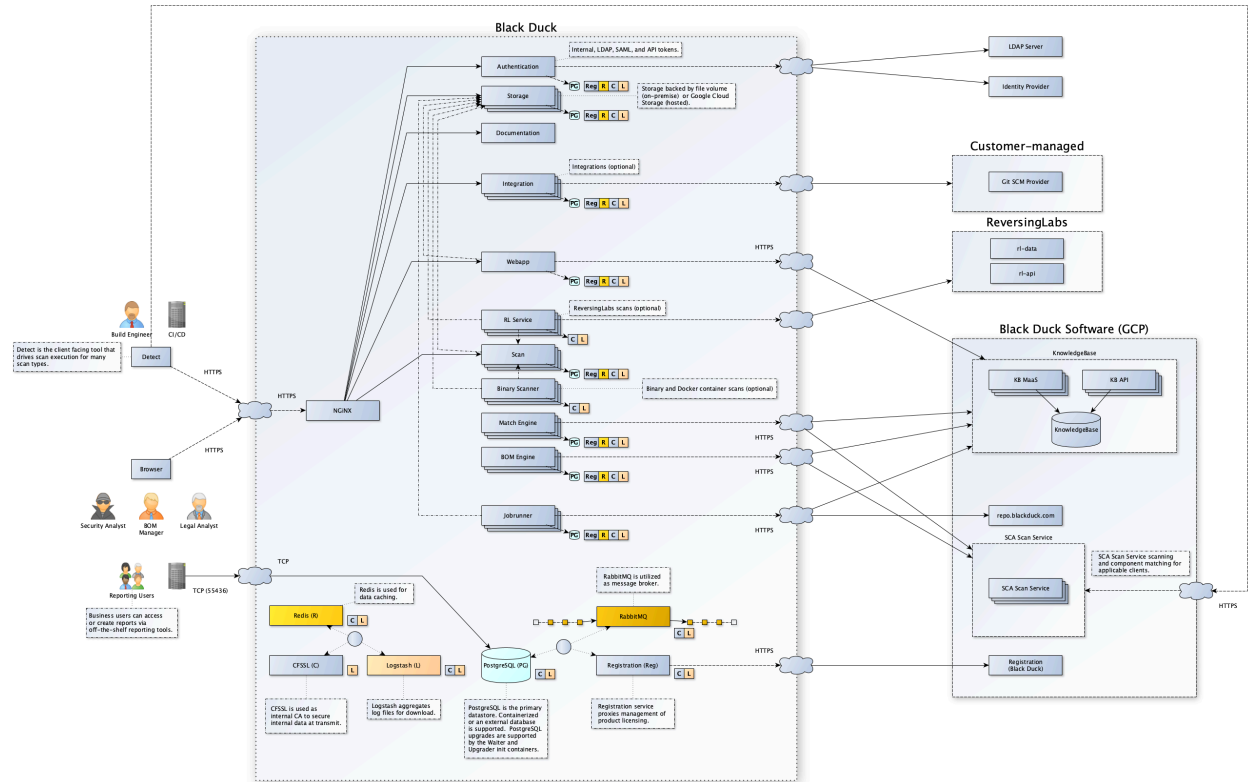 Black Duck
Internal, LDAP, SAML, and API tokens.
Authentication
PG Reg R C L
LDAP Server
Identity Provider
Storage
Storage backed by file volume
(on-premise) or Google Cloud
Storage (hosted).
PG Reg R C L
Documentation
Customer-managed
Integrations (optional)
Integration
PG Reg R C L
Git SCM Provider
ReversingLabs
rl-data
rl-api
HTTPS
Webapp
PG Reg R C L
ReversingLabs scans (optional)
RL Service
C L
Scan
PG Reg R C L
Binary Scanner
Binary and Docker container scans (optional)
C L
Match Engine
HTTPS
PG Reg R C L
BOM Engine
HTTPS
PG Reg R C L
Jobrunner
HTTPS
PG Reg R C L
Build Engineer
CI/CD
Detect is the client facing tool that
drives scan execution for many
scan types.
Detect
HTTPS
HTTPS
NGiNX
HTTPS
Browser
Security Analyst
BOM
Manager
Legal Analyst
Black Duck Software (GCP)
KnowledgeBase
KB MaaS
KB API
KnowledgeBase
repo.blackduck.com
SCA Scan Service
SCA Scan Service
SCA Scan Service scanning
and component matching for
applicable clients.
HTTPS
Registration
(Black Duck)
Reporting Users
TCP (55436)
TCP
Business users can access
or create reports via
off-the-shelf reporting tools.
Redis is used for
data caching.
Redis (R)
C L
CFSSL (C)
L
Logstash (L)
C L
CFSSL is used as
internal CA to secure
internal data at transmit.
Logstash aggregates
log files for download.
RabbitMQ is utilized
as message broker.
RabbitMQ
C L
PostgreSQL (PG)
C L
Registration (Reg)
C L
HTTPS
PostgreSQL is the primary
datastore. Containerized
or an external database
is supported. PostgreSQL
upgrades are supported
by the Waiter and
Upgrader init containers.
Registration service
proxies management of
product licensing.